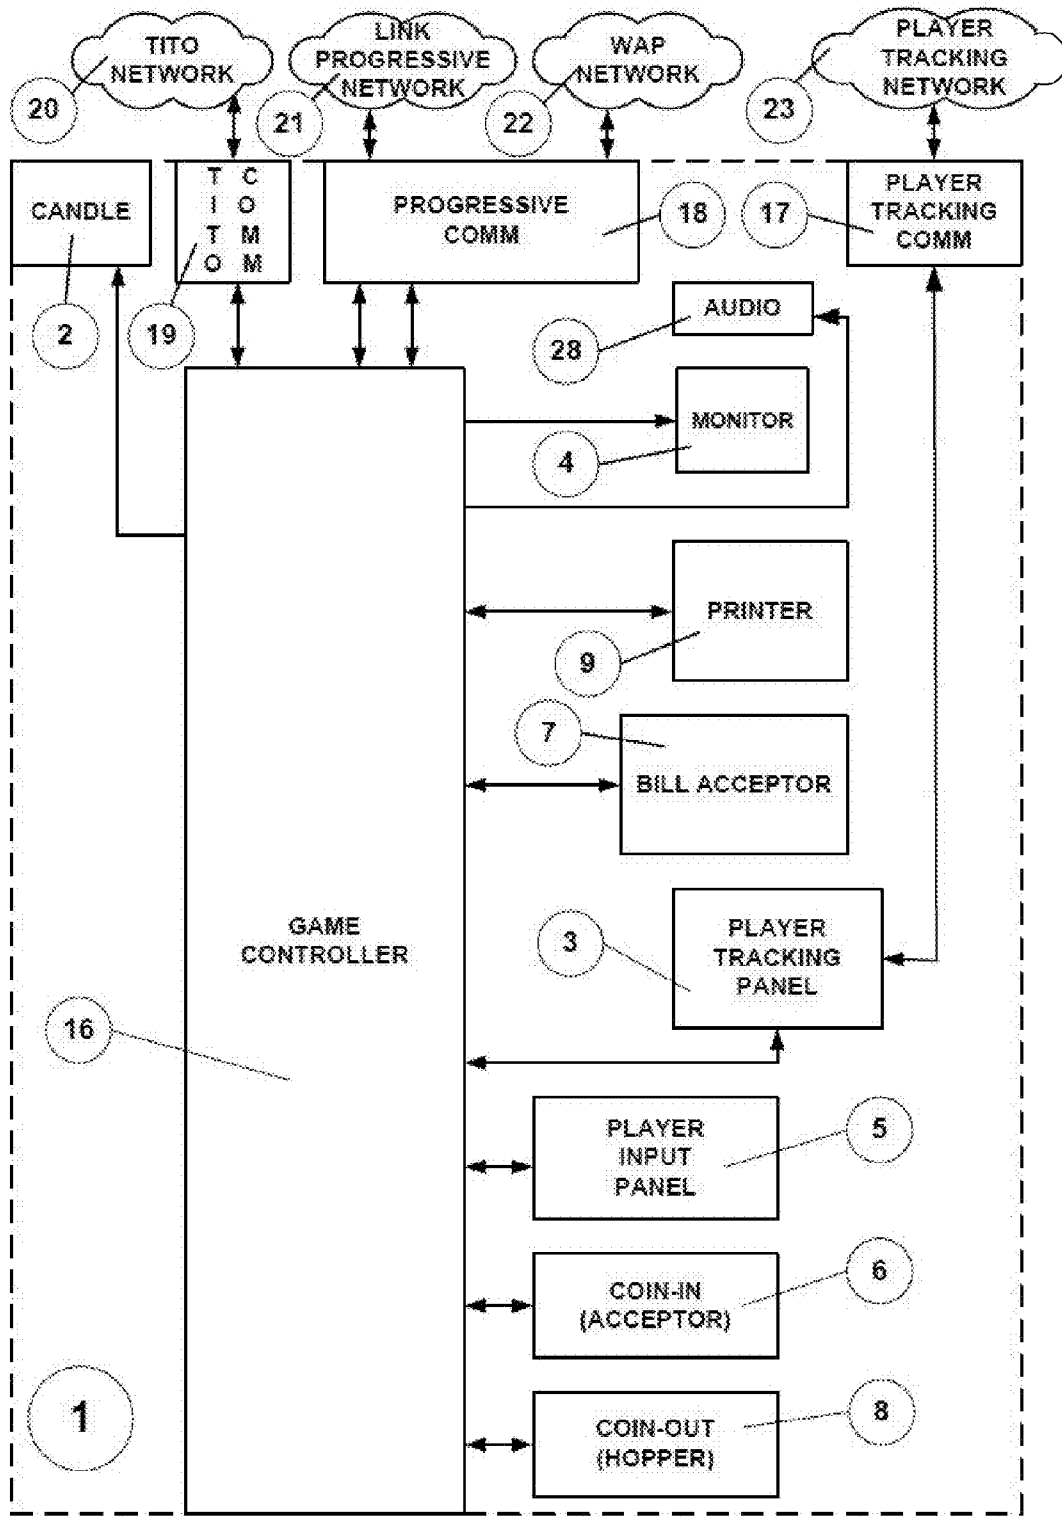 TITO
NETWORK
LINK
PROGRESSIVE
NETWORK
WAP
NETWORK
PLAYER
TRACKING
NETWORK
20
21
22
23
CANDLE
TITO
COMM
PROGRESSIVE
COMM
18
17
PLAYER
TRACKING
COMM
2
19
28
AUDIO
MONITOR
4
PRINTER
9
7
BILL ACCEPTOR
GAME
CONTROLLER
3
PLAYER
TRACKING
PANEL
16
PLAYER
INPUT
PANEL
5
COIN-IN
(ACCEPTOR)
6
1
COIN-OUT
(HOPPER)
8